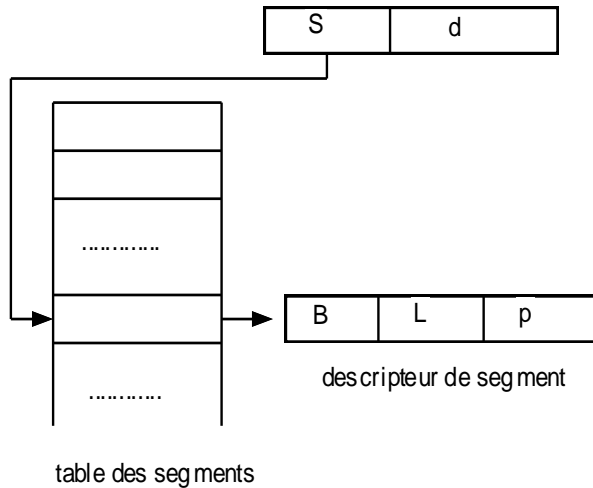 S d
............
B L p
descripteur de segment
............
table des segments